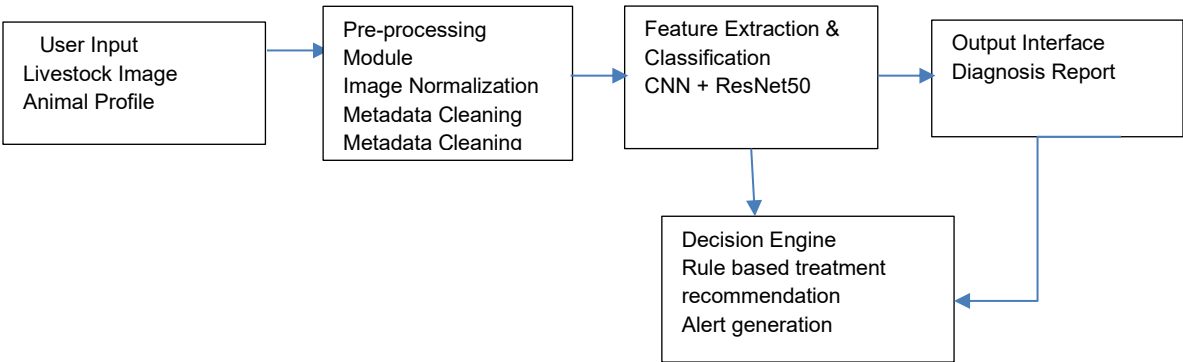 User Input
Livestock Image
Animal Profile
Pre-processing
Module
Image Normalization
Metadata Cleaning
Metadata Cleaning
Feature Extraction &
Classification
CNN + ResNet50
Output Interface
Diagnosis Report
Decision Engine
Rule based treatment
recommendation
Alert generation